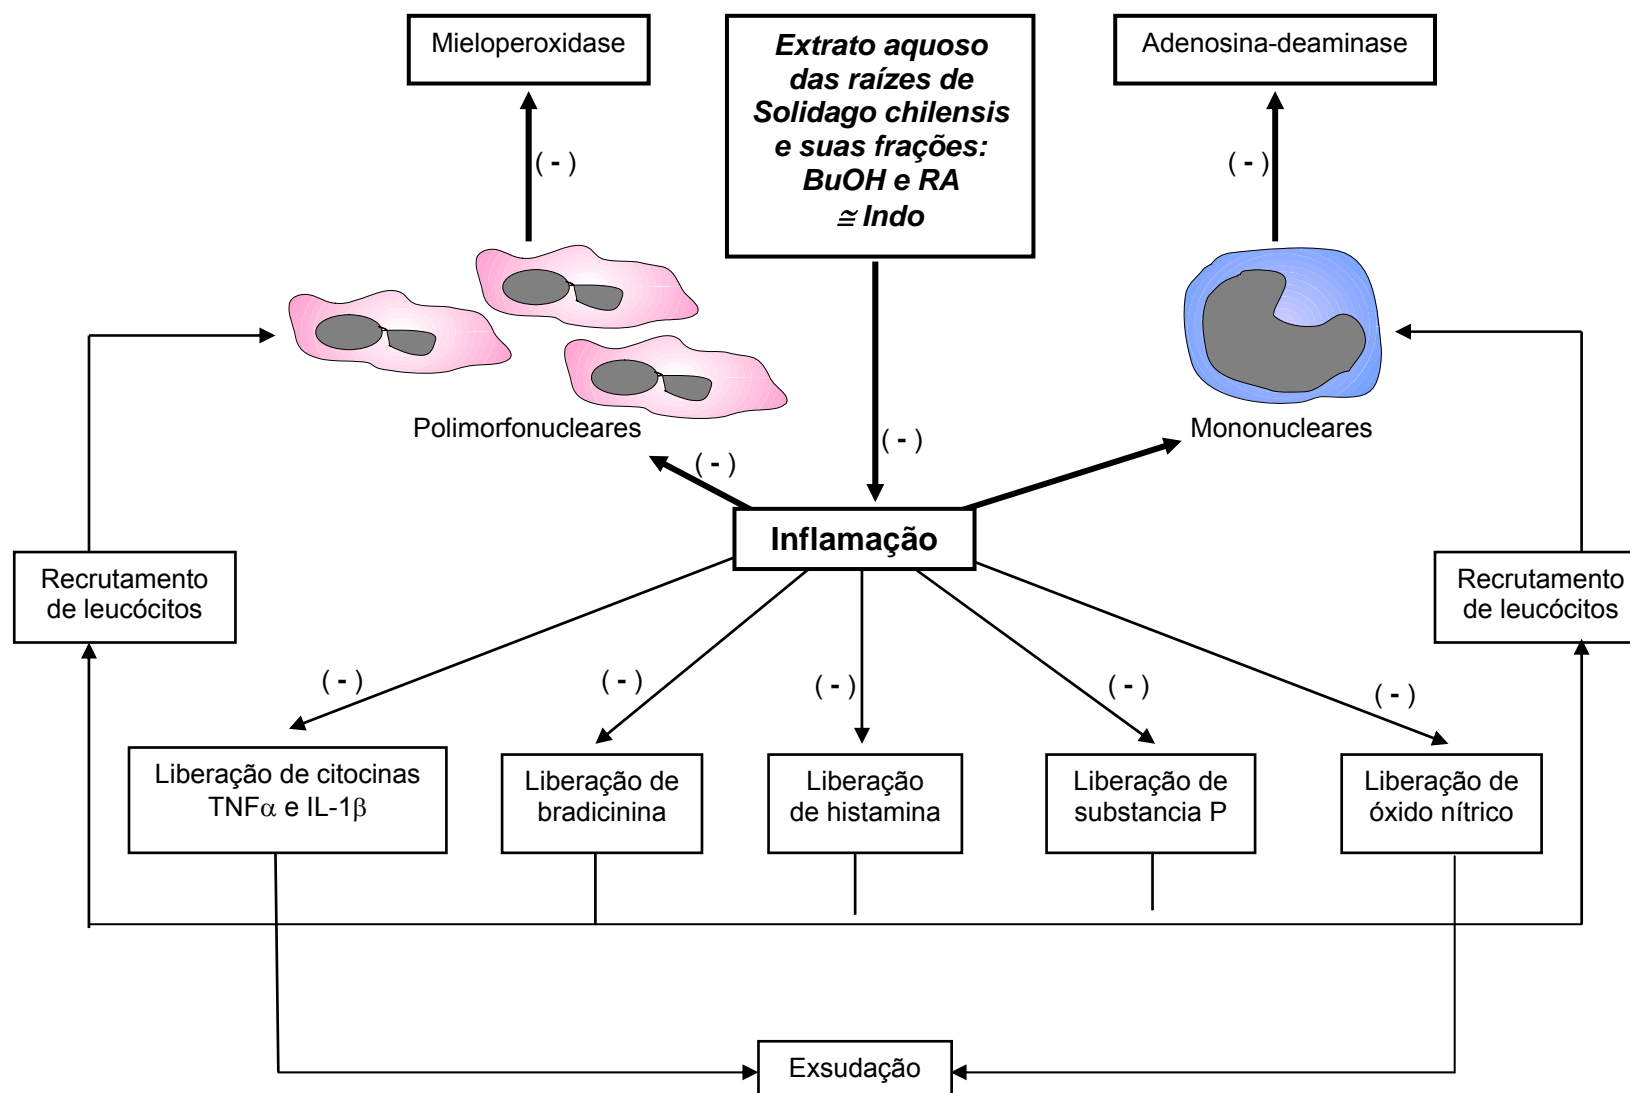 Mieloperoxidase
Extrato aquoso
das raízes de
Solidago chilensis
e suas frações:
BuOH e RA
≅ Indo
Adenosina-deaminase
( - )
( - )
Polimorfonucleares
Mononucleares
( - )
( - )
Inflamação
Recrutamento
de leucócitos
Recrutamento
de leucócitos
( - )
( - )
( - )
( - )
( - )
Liberação de citocinas
TNFα e IL-1β
Liberação de
bradicinina
Liberação
de histamina
Liberação de
substancia P
Liberação de
óxido nítrico
Exsudação